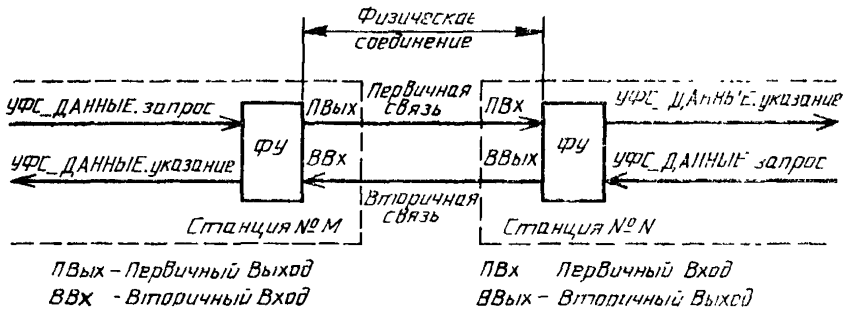 Физическое
соединение
УФС_ДАННЫЕ.запрос
ПВых
Первичная
связь
ПВх
УФС_ДАННЫЕ.указание
ФУ
ФУ
УФС_ДАННЫЕ.указание
ВВх
ВВых
УФС_ДАННЫЕ запрос
Вторичная
связь
Станция № М
Станция № N
ПВых – Первичный Выход
ПВх Первичный Вход
ВВх - Вторичный Вход
ВВых – Вторичный Выход